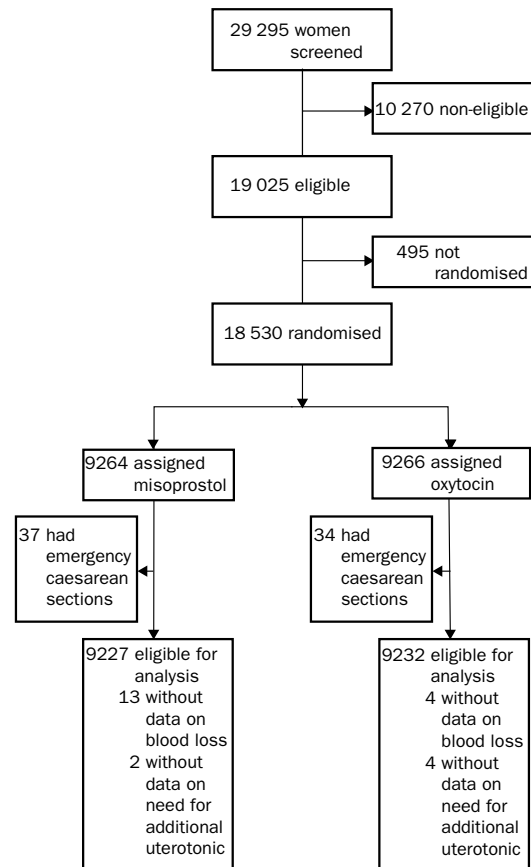 29 295 women
screened
10 270 non-eligible
19 025 eligible
495 not
randomised
18 530 randomised
9264 assigned
misoprostol
9266 assigned
oxytocin
37 had
emergency
caesarean
sections
34 had
emergency
caesarean
sections
9227 eligible for
analysis
13 without
data on
blood loss
2 without
data on
need for
additional
uterotonic
9232 eligible for
analysis
4 without
data on
blood loss
4 without
data on
need for
additional
uterotonic